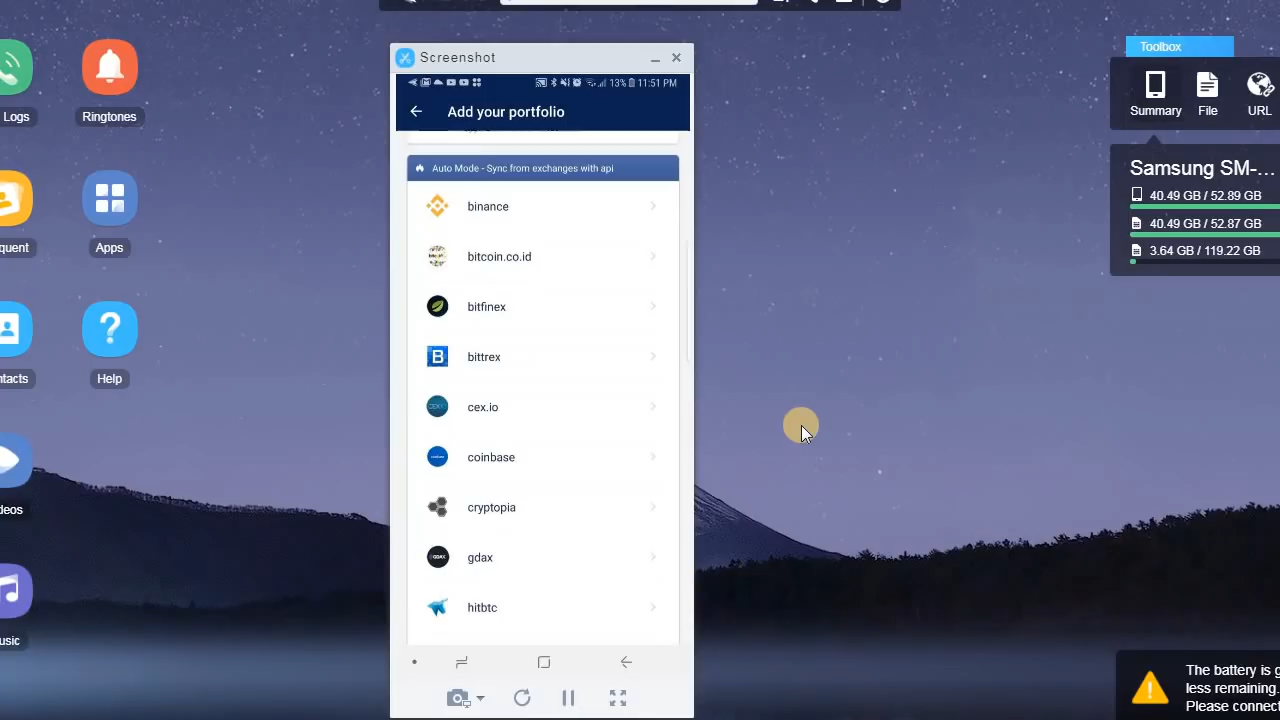 Screenshot
13% 11:51 PM
Add your portfolio
Auto Mode - Sync from exchanges with api
binance
bitcoin.co.id
bitfinex
bittrex
cex.io
coinbase
cryptopia
gdax
GDAX
hitbtc
Logs
Ringtones
quent
Apps
ntacts
Help
deos
usic
Toolbox
Summary
File
URL
Samsung SM-...
40.49 GB / 52.89 GB
40.49 GB / 52.87 GB
3.64 GB / 119.22 GB
The battery is g
less remaining.
Please connect